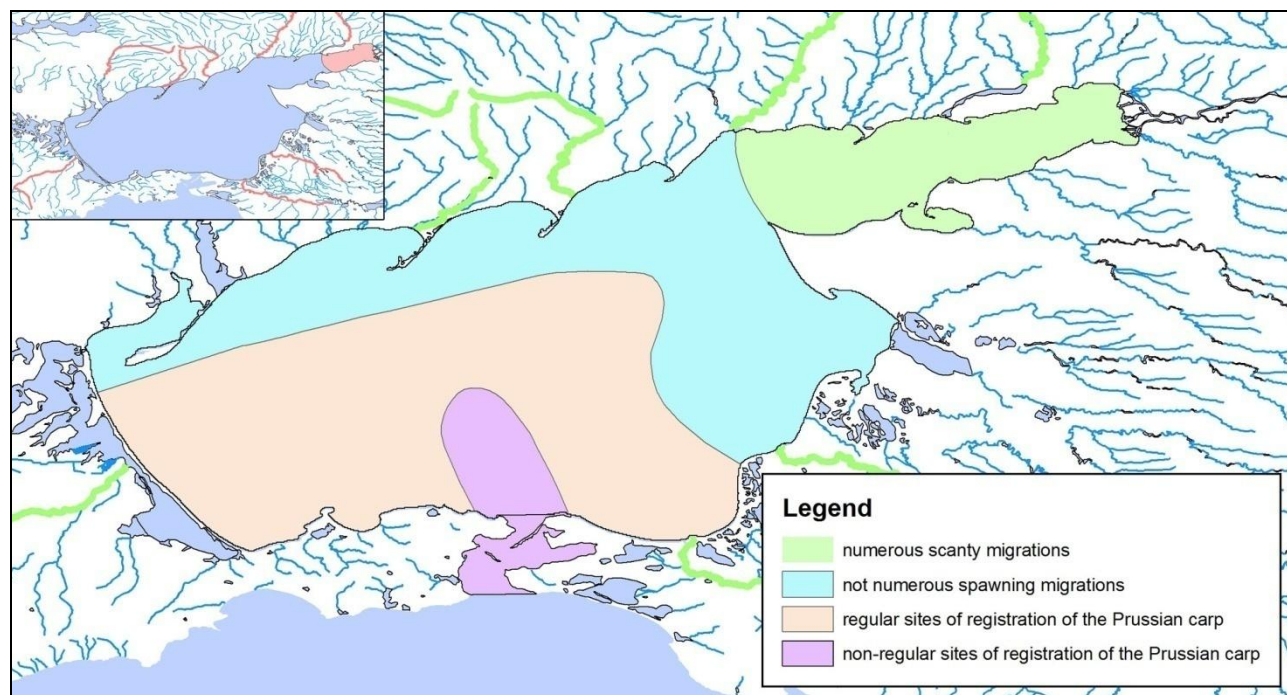 Legend
numerous scanty migrations
not numerous spawning migrations
regular sites of registration of the Prussian carp
non-regular sites of registration of the Prussian carp